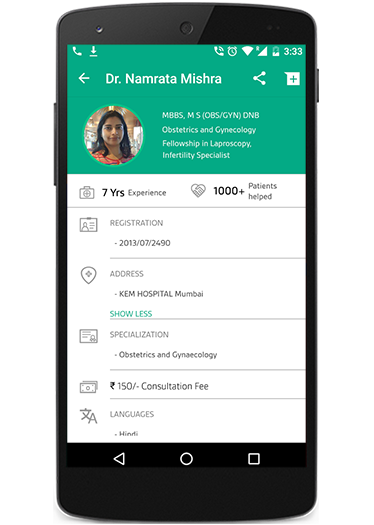 3:33
Dr. Namrata Mishra
MBBS, M S (OBS/GYN) DNB
Obstetrics and Gynecology
Fellowship in Laproscopy,
Infertility Specialist
7 Yrs Experience
1000+ Patients helped
REGISTRATION
- 2013/07/2490
ADDRESS
- KEM HOSPITAL Mumbai
SHOW LESS
SPECIALIZATION
- Obstetrics and Gynaecology
₹ 150/- Consultation Fee
LANGUAGES
- Hindi